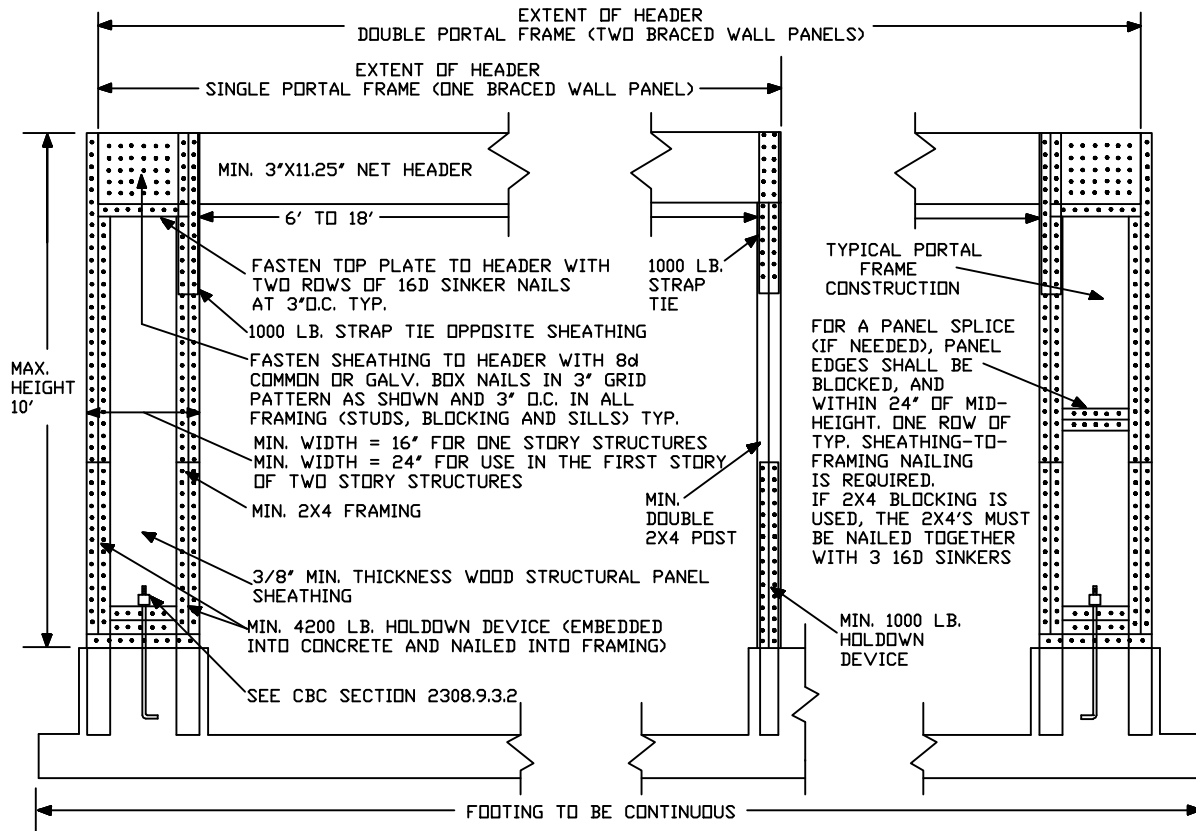 EXTENT OF HEADER
DOUBLE PORTAL FRAME (TWO BRACED WALL PANELS)
EXTENT OF HEADER
SINGLE PORTAL FRAME (ONE BRACED WALL PANEL)
MIN. 3"X11.25" NET HEADER
6' TO 18'
FASTEN TOP PLATE TO HEADER WITH
TWO ROWS OF 16D SINKER NAILS
AT 3"O.C. TYP.
1000 LB.
STRAP
TIE
TYPICAL PORTAL
FRAME
CONSTRUCTION
1000 LB. STRAP TIE OPPOSITE SHEATHING
FASTEN SHEATHING TO HEADER WITH 8d
COMMON OR GALV. BOX NAILS IN 3" GRID
PATTERN AS SHOWN AND 3" O.C. IN ALL
FRAMING (STUDS, BLOCKING AND SILLS) TYP.
MAX.
HEIGHT
10'
FOR A PANEL SPLICE
(IF NEEDED), PANEL
EDGES SHALL BE
BLOCKED, AND
WITHIN 24" OF MID-
HEIGHT. ONE ROW OF
TYP. SHEATHING-TO-
FRAMING NAILING
IS REQUIRED.
IF 2X4 BLOCKING IS
USED, THE 2X4'S MUST
BE NAILED TOGETHER
WITH 3 16D SINKERS
MIN. WIDTH = 16" FOR ONE STORY STRUCTURES
MIN. WIDTH = 24" FOR USE IN THE FIRST STORY
OF TWO STORY STRUCTURES
MIN. 2X4 FRAMING
MIN.
DOUBLE
2X4 POST
3/8" MIN. THICKNESS WOOD STRUCTURAL PANEL
SHEATHING
MIN. 4200 LB. HOLDOWN DEVICE (EMBEDDED
INTO CONCRETE AND NAILED INTO FRAMING)
MIN. 1000 LB.
HOLDOWN
DEVICE
SEE CBC SECTION 2308.9.3.2
FOOTING TO BE CONTINUOUS